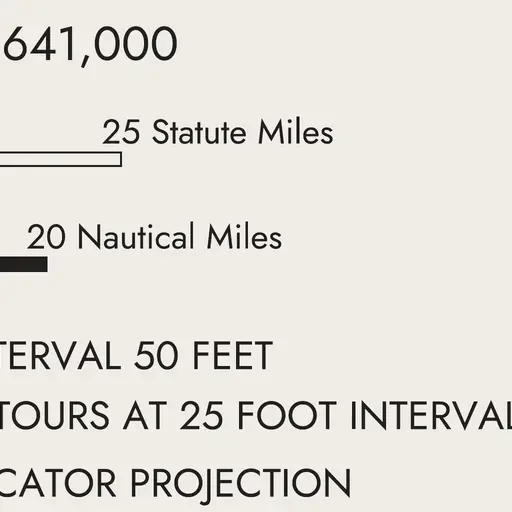 641,000
25 Statute Miles
20 Nautical Miles
TERVAL 50 FEET
TOURS AT 25 FOOT INTERVAL
CATOR PROJECTION